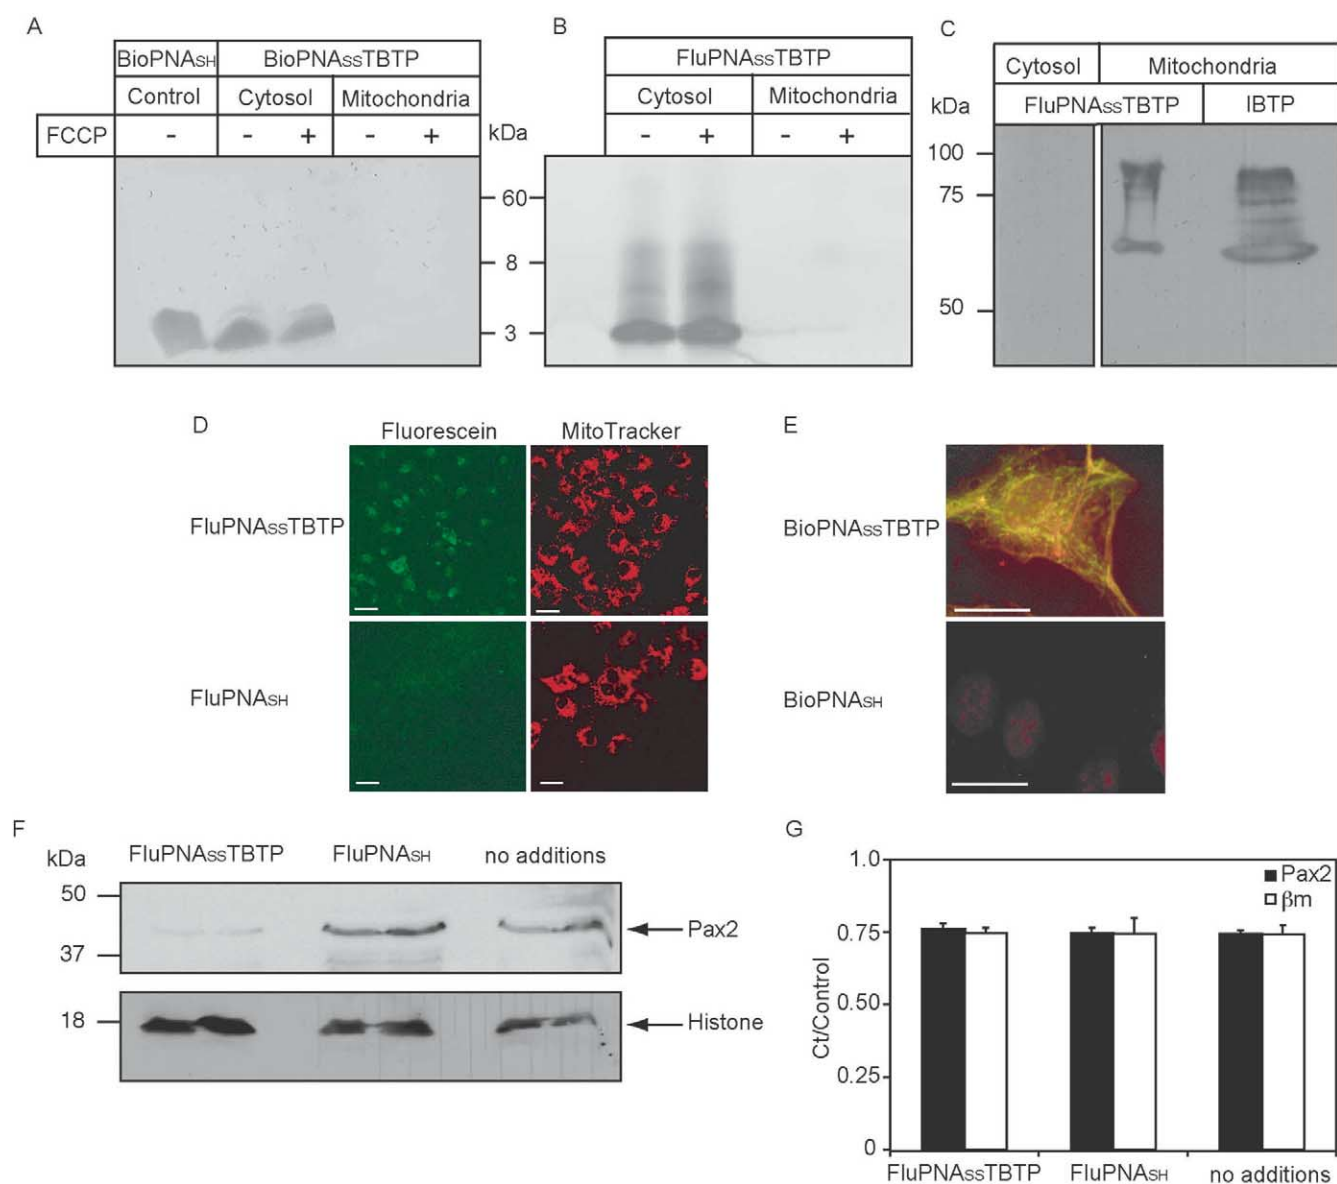 A
BioPNASH BioPNASSTBTP
Control Cytosol Mitochondria
FCCP - - + - + kDa
60
8
3
B
FluPNASSTBTP
Cytosol Mitochondria
- + - +
C
Cytosol Mitochondria
kDa FluPNASSTBTP IBTP
100
75
50
D
Fluorescein MitoTracker
FluPNASSTBTP
FluPNASH
E
BioPNASSTBTP
BioPNASH
F
kDa FluPNASSTBTP FluPNASH no additions
50
Pax2
37
18 Histone
G
1.0
Pax2
βm
0.75
0.50
0.25
0
Ct/Control
FluPNASSTBTP FluPNASH no additions